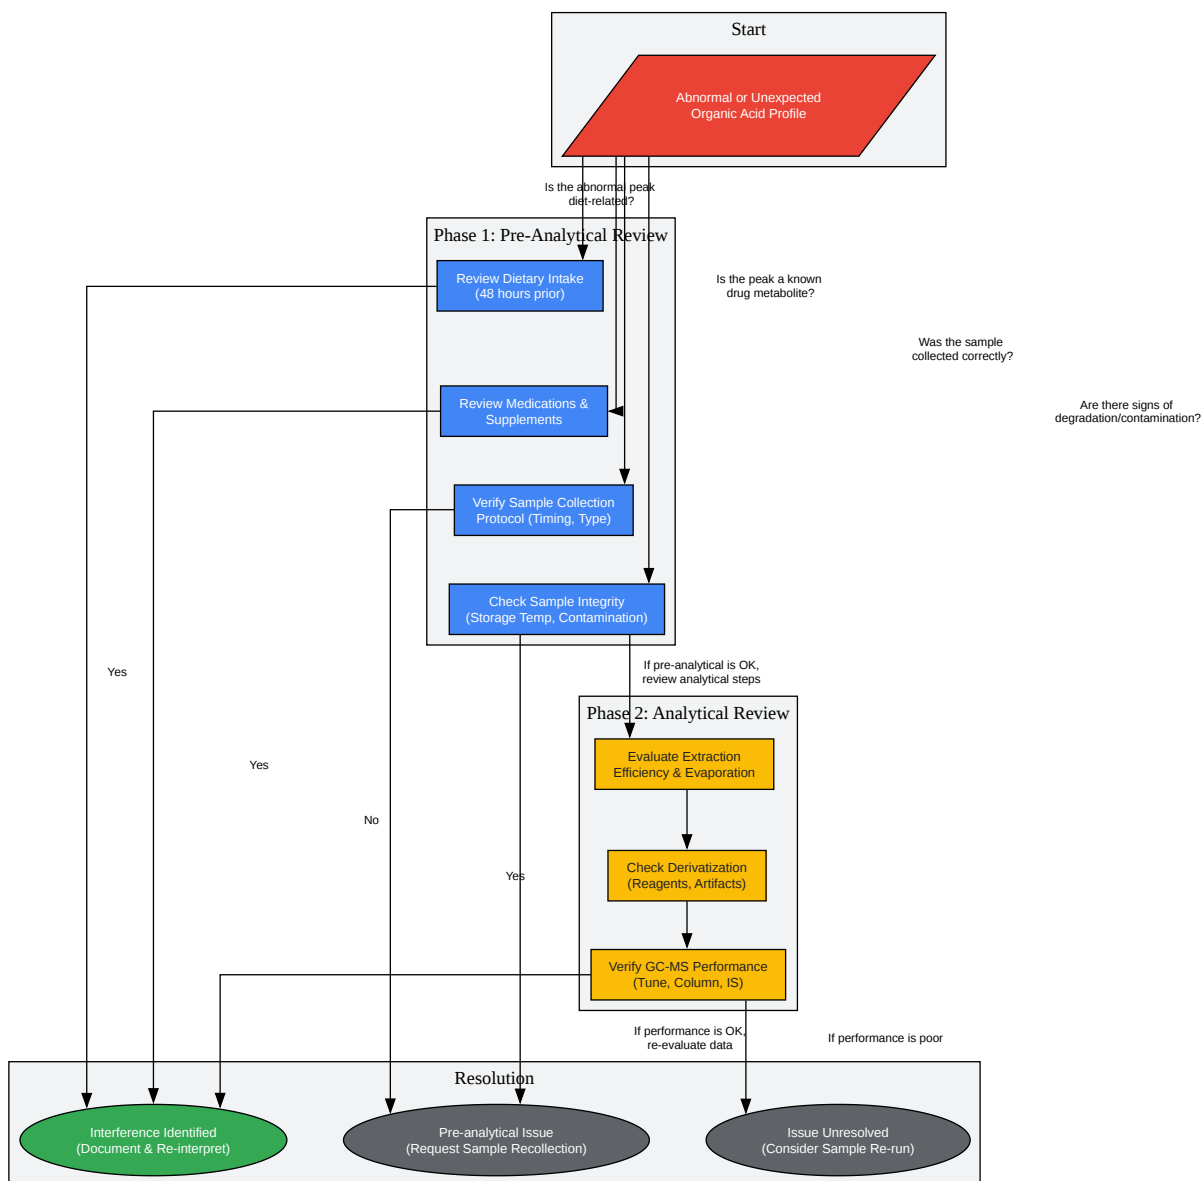 Start
Abnormal or Unexpected
Organic Acid Profile
Is the abnormal peak
diet-related?
Phase 1: Pre-Analytical Review
Review Dietary Intake
(48 hours prior)
Is the peak a known
drug metabolite?
Was the sample
collected correctly?
Review Medications &
Supplements
Are there signs of
degradation/contamination?
Verify Sample Collection
Protocol (Timing, Type)
Check Sample Integrity
(Storage Temp, Contamination)
Yes
If pre-analytical is OK,
review analytical steps
Phase 2: Analytical Review
Evaluate Extraction
Efficiency & Evaporation
Yes
No
Check Derivatization
(Reagents, Artifacts)
Yes
Verify GC-MS Performance
(Tune, Column, IS)
If performance is OK,
re-evaluate data
If performance is poor
Resolution
Interference Identified
(Document & Re-interpret)
Pre-analytical Issue
(Request Sample Recollection)
Issue Unresolved
(Consider Sample Re-run)